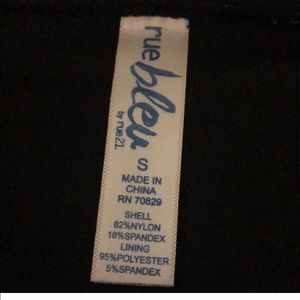 rue
bleu
by rue21
S
MADE IN
CHINA
RN 70829
SHELL
82%NYLON
18%SPANDEX
LINING
95%POLYESTER
5%SPANDEX